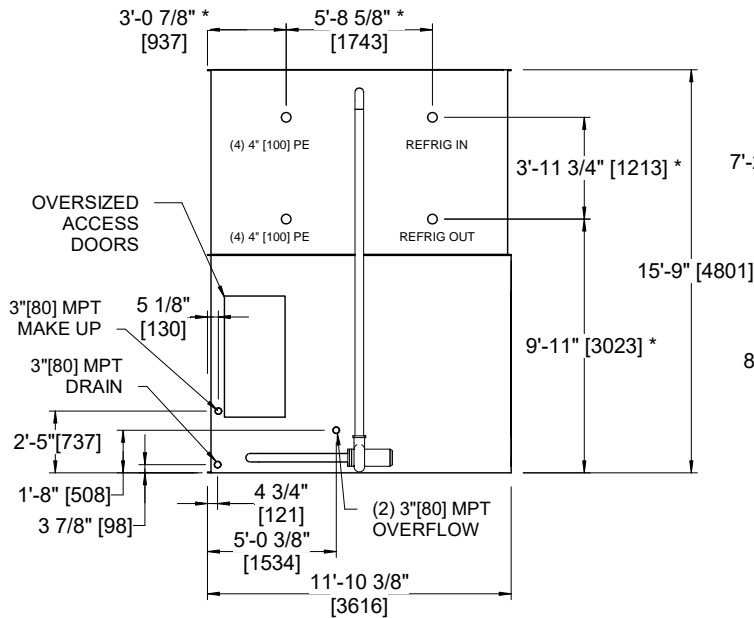 3'-0 7/8" *
[937]
5'-8 5/8" *
[1743]
(4) 4" [100] PE
REFRIG IN
3'-11 3/4" [1213] *
7'-2
OVERSIZED
ACCESS
DOORS
(4) 4" [100] PE
REFRIG OUT
15'-9" [4801]
3"[80] MPT
MAKE UP
5 1/8"
[130]
9'-11" [3023] *
8
3"[80] MPT
DRAIN
2'-5"[737]
1'-8" [508]
3 7/8" [98]
4 3/4"
[121]
(2) 3"[80] MPT
OVERFLOW
5'-0 3/8"
[1534]
11'-10 3/8"
[3616]